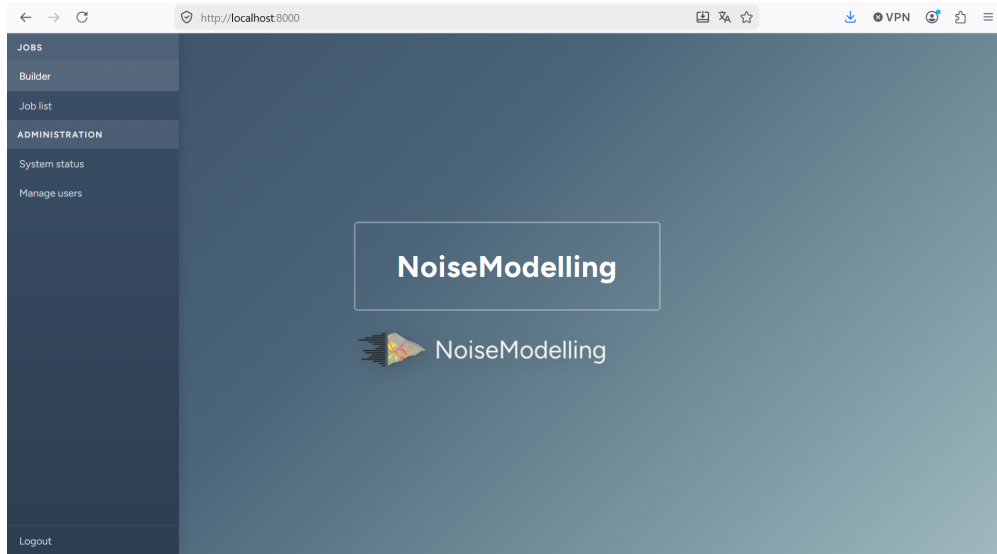 http://localhost:8000
VPN
JOBS
Builder
Job list
ADMINISTRATION
System status
Manage users
NoiseModelling
NoiseModelling
Logout